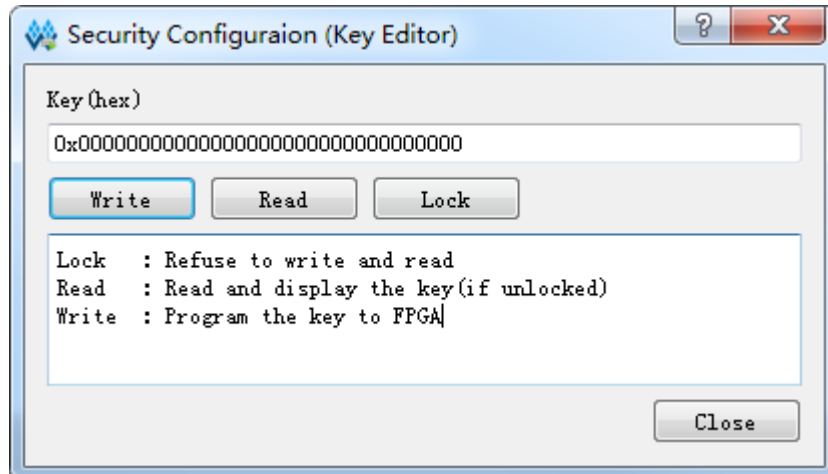 Security Configuraion (Key Editor)
Key(hex)
0x00000000000000000000000000000000
Write Read Lock
Lock : Refuse to write and read
Read : Read and display the key(if unlocked)
Write : Program the key to FPGA
Close